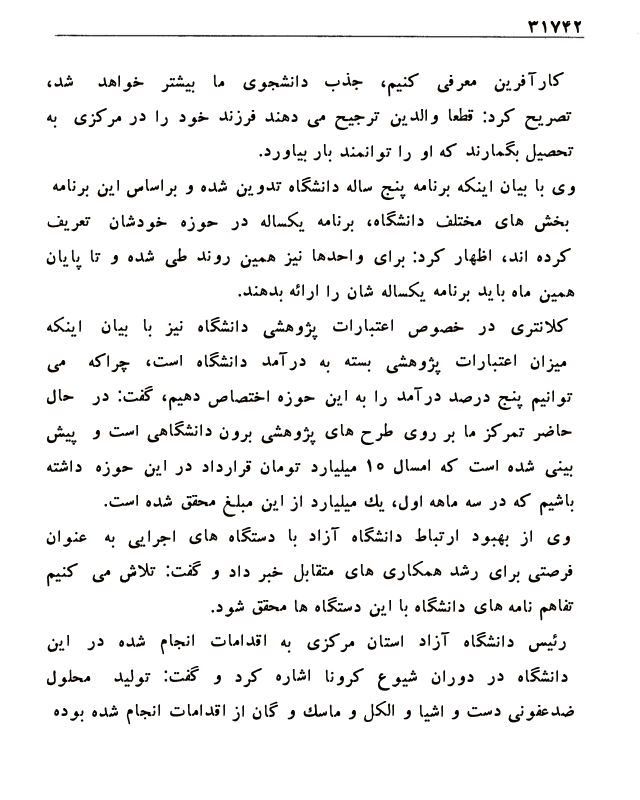 ۳۱۷۴۲
کارآفرین معرفی کنیم، جذب دانشجوی ما بیشتر خواهد شد،
تصریح کرد: قطعا والدین ترجیح می دهند فرزند خود را در مرکزی به
تحصیل بگمارند که او را توانمند بار بیاورد.
وی با بیان اینکه برنامه پنج ساله دانشگاه تدوین شده و براساس این برنامه
بخش های مختلف دانشگاه، برنامه یکساله در حوزه خودشان تعریف
کرده اند، اظهار کرد: برای واحدها نیز همین روند طی شده و تا پایان
همین ماه باید برنامه یکساله شان را ارائه بدهند.
کلانتری در خصوص اعتبارات پژوهشی دانشگاه نیز با بیان اینکه
میزان اعتبارات پژوهشی بسته به درآمد دانشگاه است، چراکه می
توانیم پنج درصد درآمد را به این حوزه اختصاص دهیم، گفت: در حال
حاضر تمرکز ما بر روی طرح های پژوهشی برون دانشگاهی است و پیش
بینی شده است که امسال ۱۵ میلیارد تومان قرارداد در این حوزه داشته
باشیم که در سه ماهه اول، یك میلیارد از این مبلغ محقق شده است.
وی از بهبود ارتباط دانشگاه آزاد با دستگاه های اجرایی به عنوان
فرصتی برای رشد همکاری های متقابل خبر داد و گفت: تلاش می کنیم
تفاهم نامه های دانشگاه با این دستگاه ها محقق شود.
رئیس دانشگاه آزاد استان مرکزی به اقدامات انجام شده در این
دانشگاه در دوران شیوع کرونا اشاره کرد و گفت: تولید محلول
ضدعفونی دست و اشیا و الکل و ماسك و گان از اقدامات انجام شده بوده